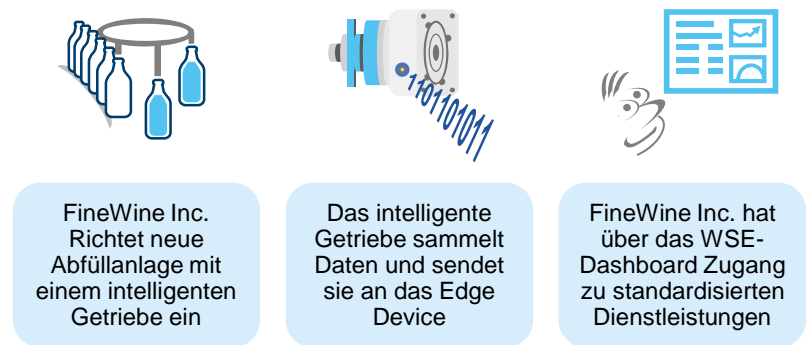 1101101011
FineWine Inc.
Richtet neue
Abfüllanlage mit
einem intelligenten
Getriebe ein
Das intelligente
Getriebe sammelt
Daten und sendet
sie an das Edge
Device
FineWine Inc. hat
über das WSE-
Dashboard Zugang
zu standardisierten
Dienstleistungen